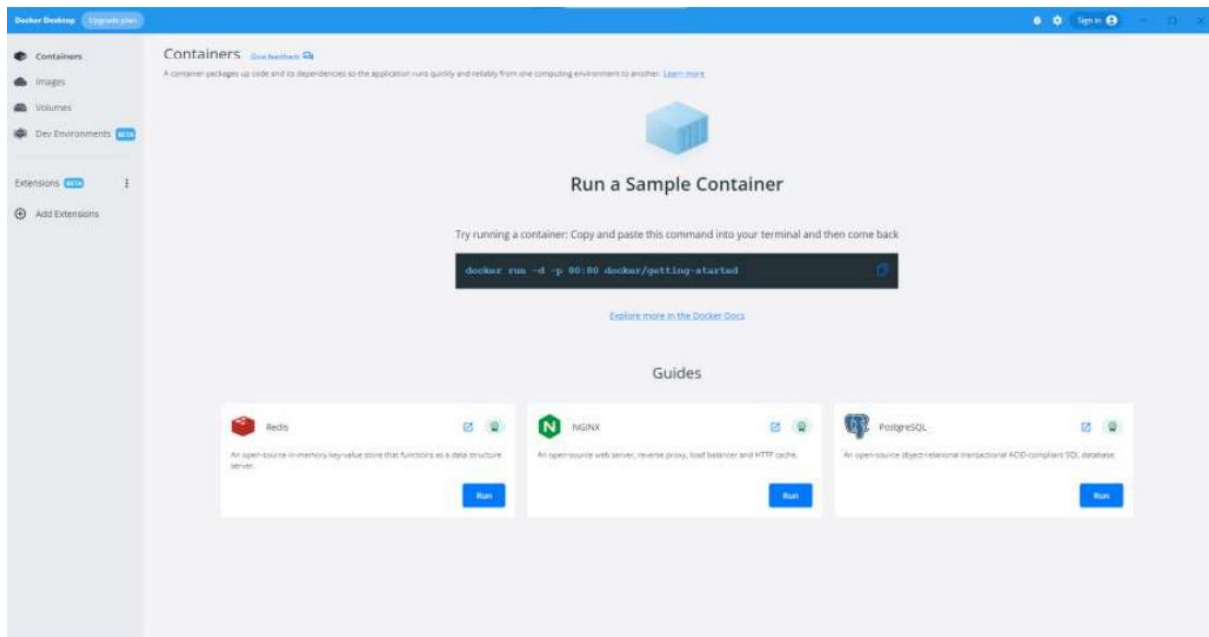 Docker Desktop Upgrade plan
Sign in
Containers
Images
Volumes
Dev Environments BETA
Extensions BETA
Add Extensions
Containers Give feedback
A container packages up code and its dependencies so the application runs quickly and reliably from one computing environment to another. Learn more
Run a Sample Container
Try running a container: Copy and paste this command into your terminal and then come back
docker run -d -p 80:80 docker/getting-started
Explore more in the Docker Docs
Guides
Redis
An open-source in-memory key-value store that functions as a data structure
server.
Run
NGINX
An open-source web server, reverse proxy, load balancer and HTTP cache.
Run
PostgreSQL
An open-source object-relational transactional ACID-compliant SQL database.
Run